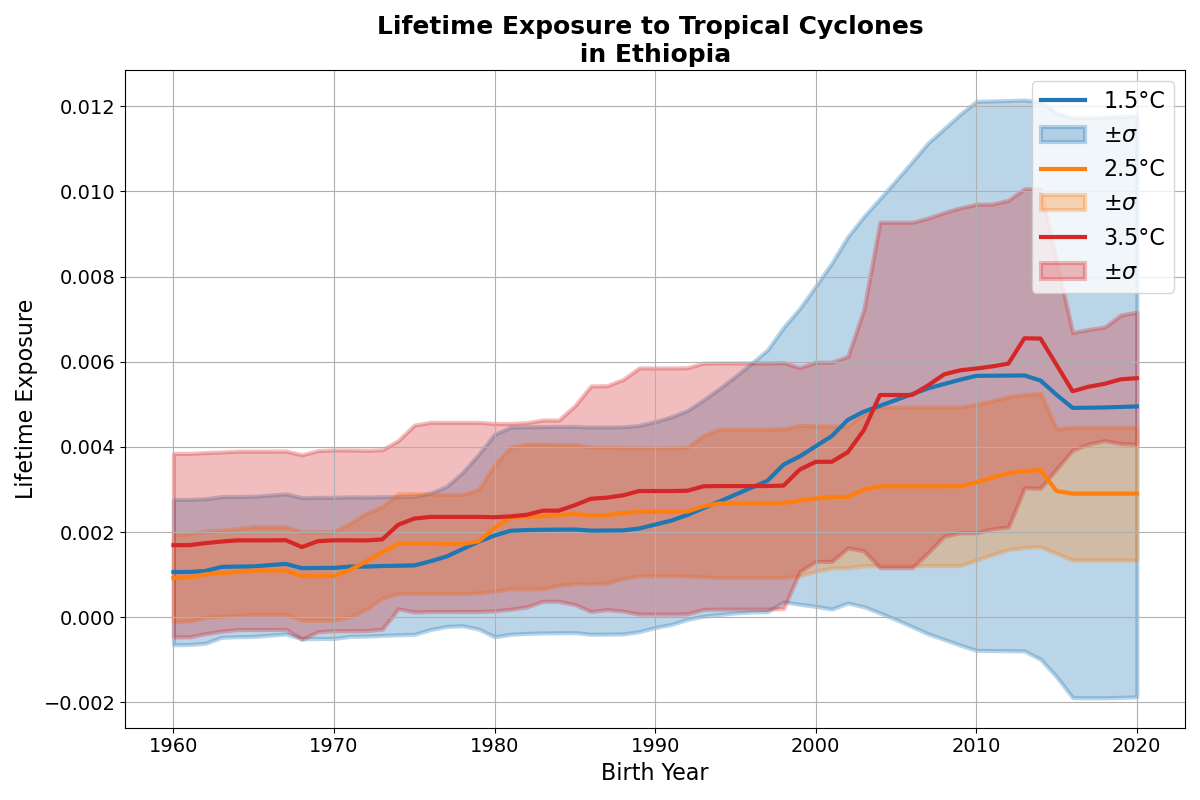 Lifetime Exposure to Tropical Cyclones
in Ethiopia
0.012
0.010
0.008
0.006
0.004
0.002
0.000
−0.002
Lifetime Exposure
1960
1970
1980
1990
2000
2010
2020
Birth Year
1.5°C
±σ
2.5°C
±σ
3.5°C
±σ